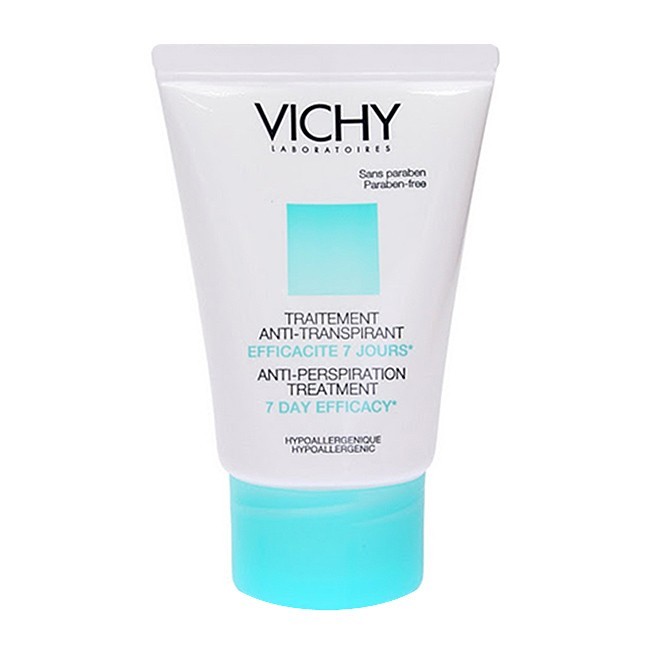 VICHY
LABORATOIRES
Sans paraben
Paraben-free
TRAITEMENT
ANTI-TRANSPIRANT
EFFICACITE 7 JOURS*
ANTI-PERSPIRATION
TREATMENT
7 DAY EFFICACY*
HYPOALLERGENIQUE
HYPOALLERGENIC